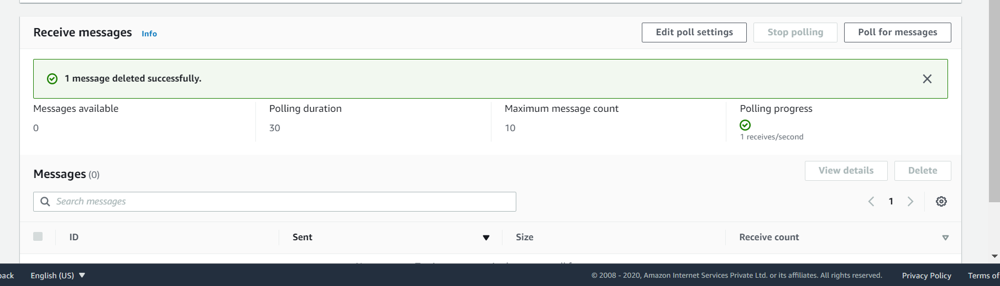 Receive messages Info Edit poll settings Stop polling Poll for messages
1 message deleted successfully.
Messages available Polling duration Maximum message count Polling progress
0 30 10
1 receives/second
Messages (0) View details Delete
Search messages
1
ID Sent Size Receive count
English (US) © 2008 - 2020, Amazon Internet Services Private Ltd. or its affiliates. All rights reserved. Privacy Policy Terms of